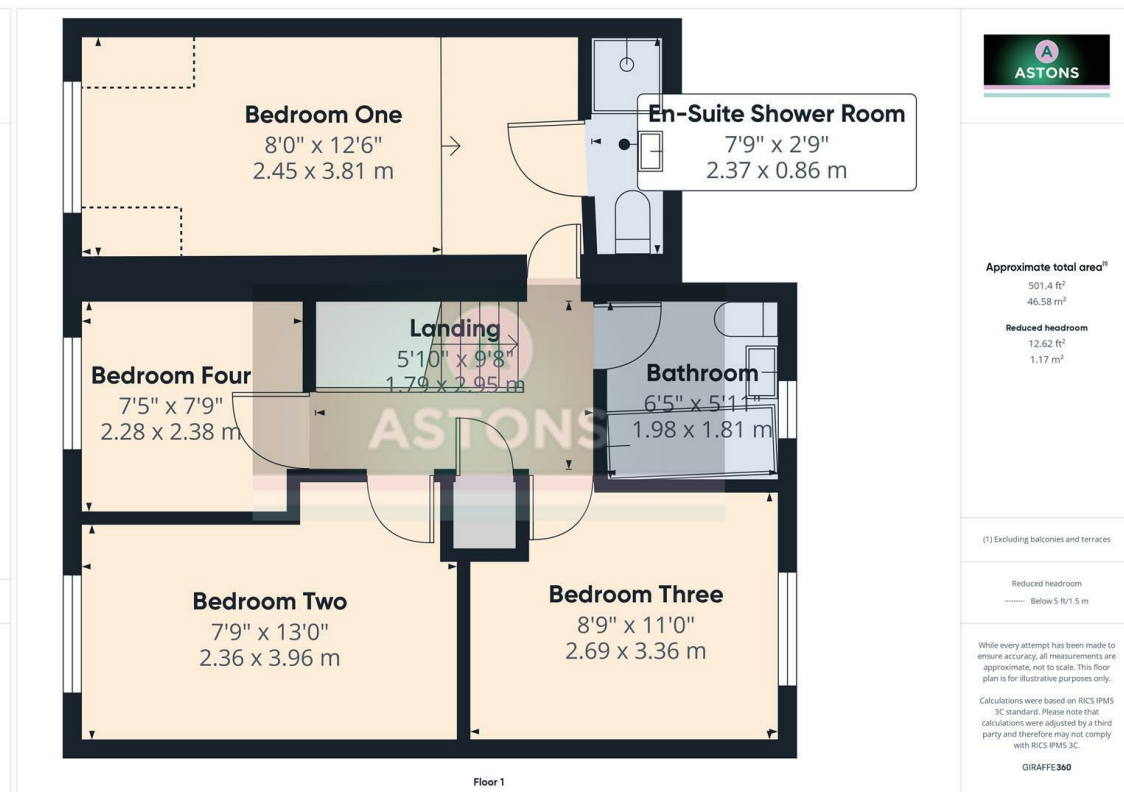 Bedroom One
8'0" x 12'6"
2.45 x 3.81 m
En-Suite Shower Room
7'9" x 2'9"
2.37 x 0.86 m
Landing
5'10" x 9'8"
1.79 x 2.95 m
Bedroom Four
7'5" x 7'9"
2.28 x 2.38 m
Bathroom
6'5" x 5'11"
1.98 x 1.81 m
A
ASTONS
Bedroom Two
7'9" x 13'0"
2.36 x 3.96 m
Bedroom Three
8'9" x 11'0"
2.69 x 3.36 m
Floor 1
A
ASTONS
Approximate total area(1)
501.4 ft²
46.58 m²
Reduced headroom
12.62 ft²
1.17 m²
(1) Excluding balconies and terraces
Reduced headroom
Below 5 ft/1.5 m
While every attempt has been made to
ensure accuracy, all measurements are
approximate, not to scale. This floor
plan is for illustrative purposes only.
Calculations were based on RICS IPMS
3C standard. Please note that
calculations were adjusted by a third
party and therefore may not comply
with RICS IPMS 3C.
GIRAFFE360